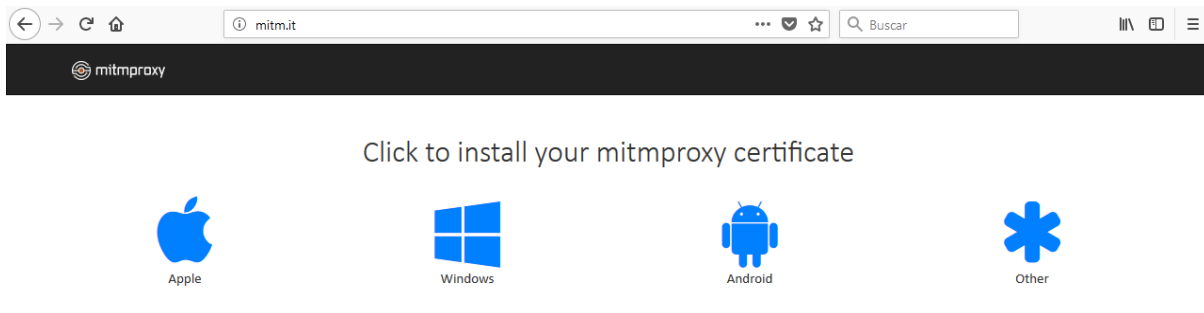 mitm.it
Buscar
mitmproxy
Click to install your mitmproxy certificate
Apple
Windows
Android
Other